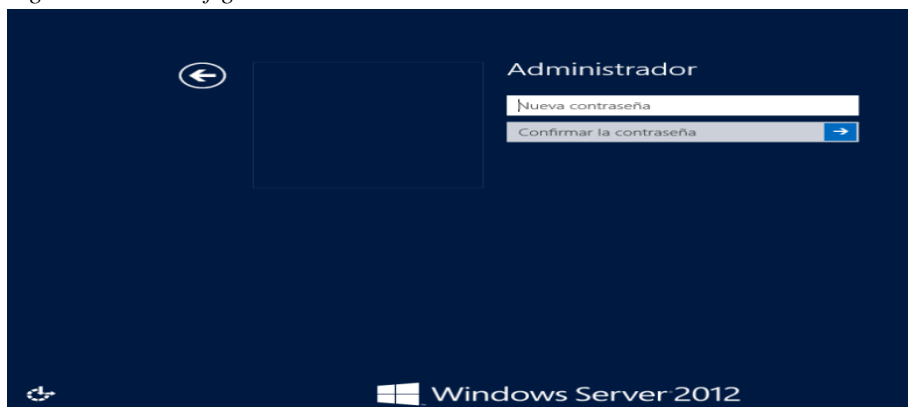 Administrador
Nueva contraseña
Confirmar la contraseña
Windows Server 2012